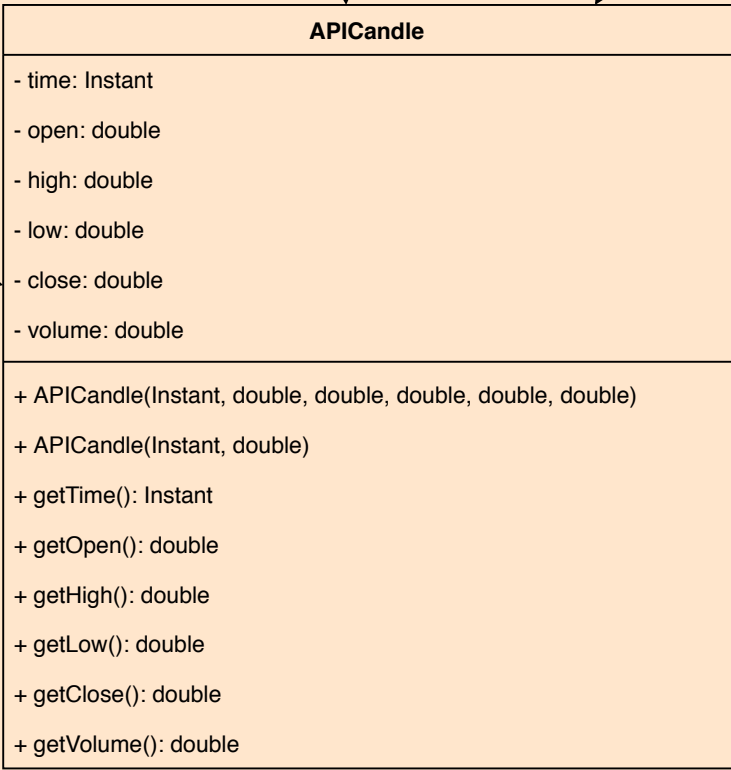 APICandle
- time: Instant
- open: double
- high: double
- low: double
- close: double
- volume: double
+ APICandle(Instant, double, double, double, double, double)
+ APICandle(Instant, double)
+ getTime(): Instant
+ getOpen(): double
+ getHigh(): double
+ getLow(): double
+ getClose(): double
+ getVolume(): double